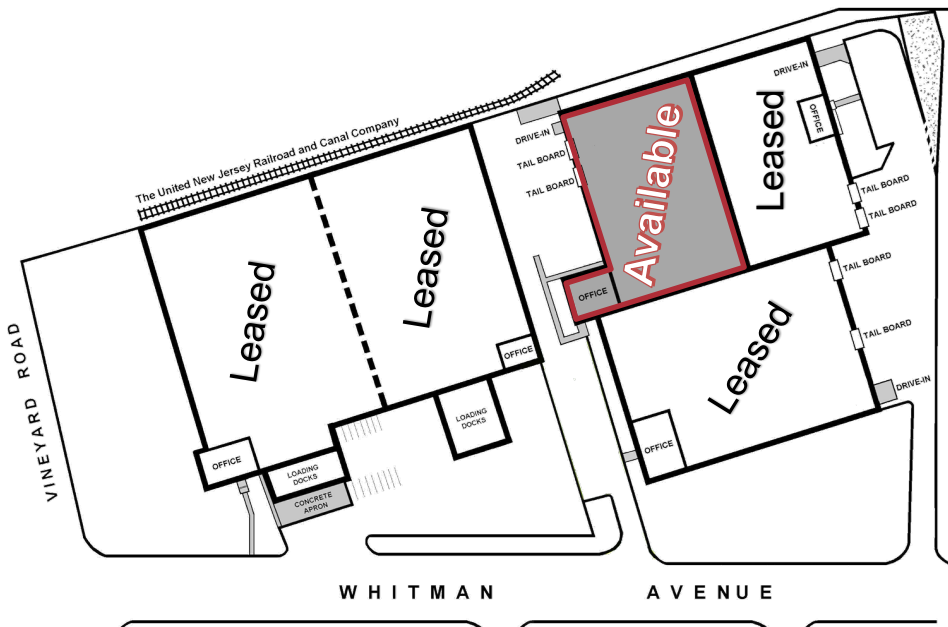 The United New Jersey Railroad and Canal Company
VINEYARD ROAD
Leased
OFFICE
LOADING
DOCKS
CONCRETE
APRON
Leased
OFFICE
LOADING
DOCKS
DRIVE-IN
TAIL BOARD
TAIL BOARD
Available
OFFICE
Leased
DRIVE-IN
OFFICE
TAIL BOARD
TAIL BOARD
Leased
TAIL BOARD
TAIL BOARD
DRIVE-IN
OFFICE
WHITMAN AVENUE